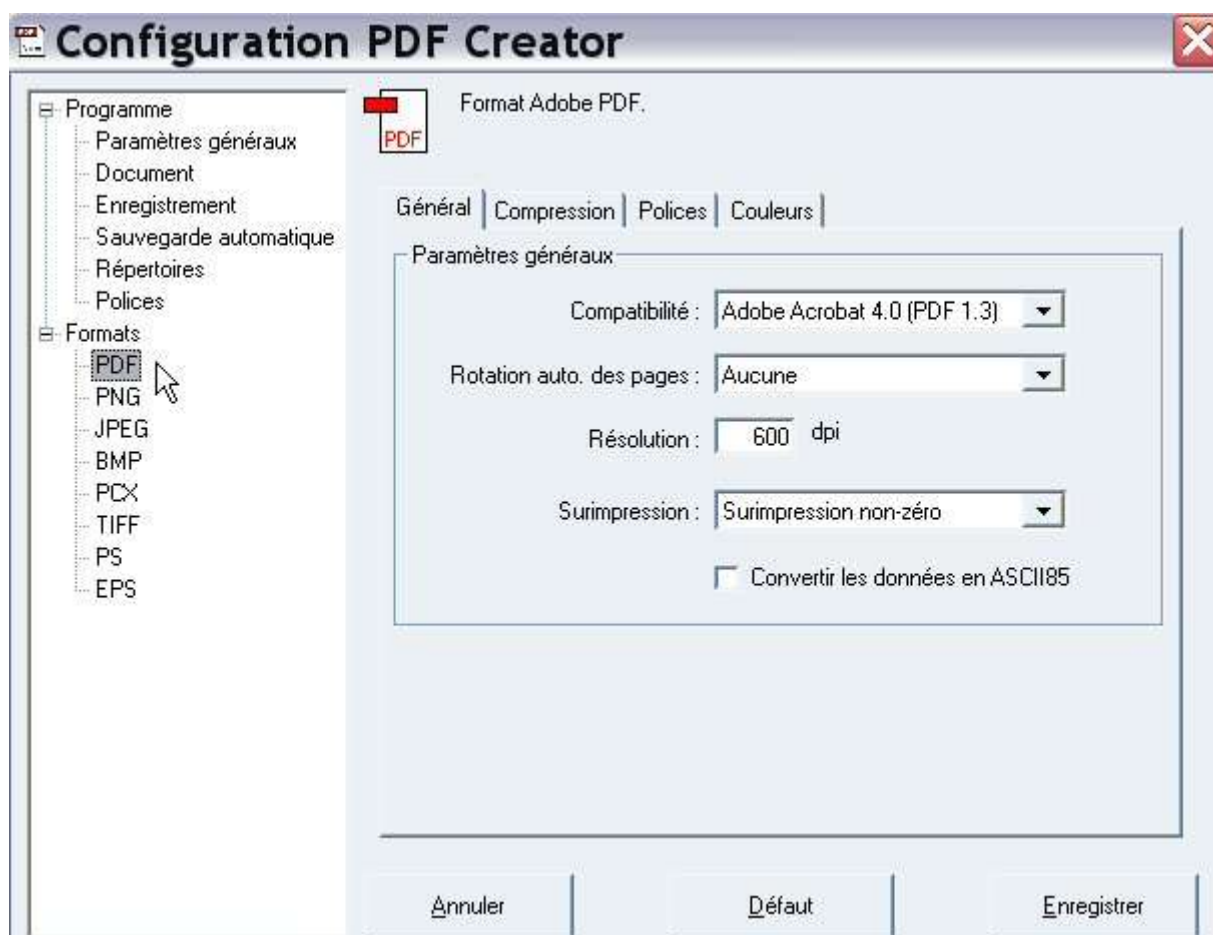 Configuration PDF Creator
Programme
Paramètres généraux
Document
Enregistrement
Sauvegarde automatique
Répertoires
Polices
Formats
PDF
PNG
JPEG
BMP
PCX
TIFF
PS
EPS
PDF
Format Adobe PDF.
Général Compression Polices Couleurs
Paramètres généraux
Compatibilité : Adobe Acrobat 4.0 (PDF 1.3)
Rotation auto. des pages : Aucune
Résolution : 600 dpi
Surimpression : Surimpression non-zéro
Convertir les données en ASCII85
Annuler Défaut Enregistrer